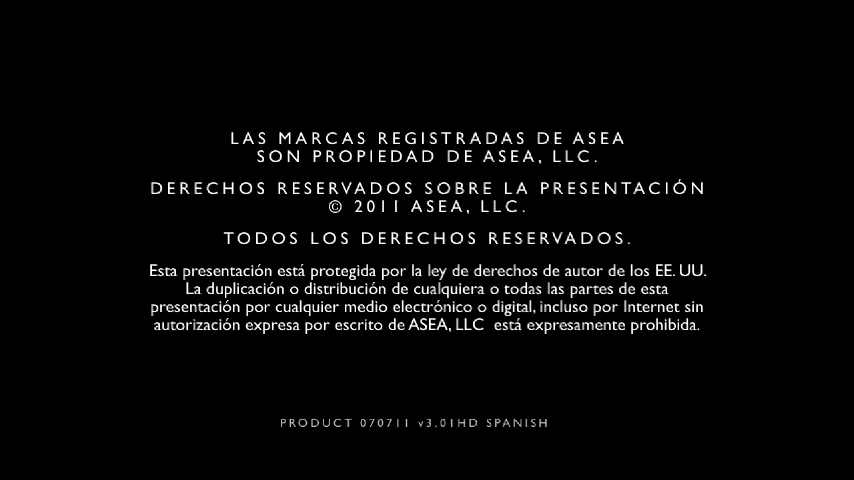 LAS MARCAS REGISTRADAS DE ASEA
SON PROPIEDAD DE ASEA, LLC.
DERECHOS RESERVADOS SOBRE LA PRESENTACIÓN
© 2011 ASEA, LLC.
TODOS LOS DERECHOS RESERVADOS.
Esta presentación está protegida por la ley de derechos de autor de los EE. UU.
La duplicación o distribución de cualquiera o todas las partes de esta
presentación por cualquier medio electrónico o digital, incluso por Internet sin
autorización expresa por escrito de ASEA, LLC está expresamente prohibida.
PRODUCT 070711 v3.01HD SPANISH